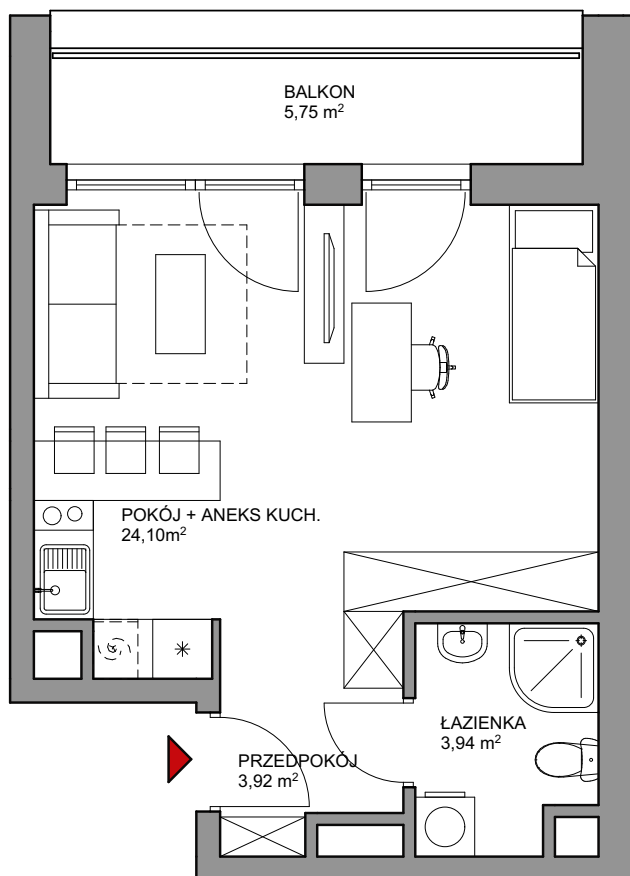 BALKON
5,75 m²
POKÓJ + ANEKS KUCH.
24,10m²
ŁAZIENKA
3,94 m²
PRZEDPOKÓJ
3,92 m²